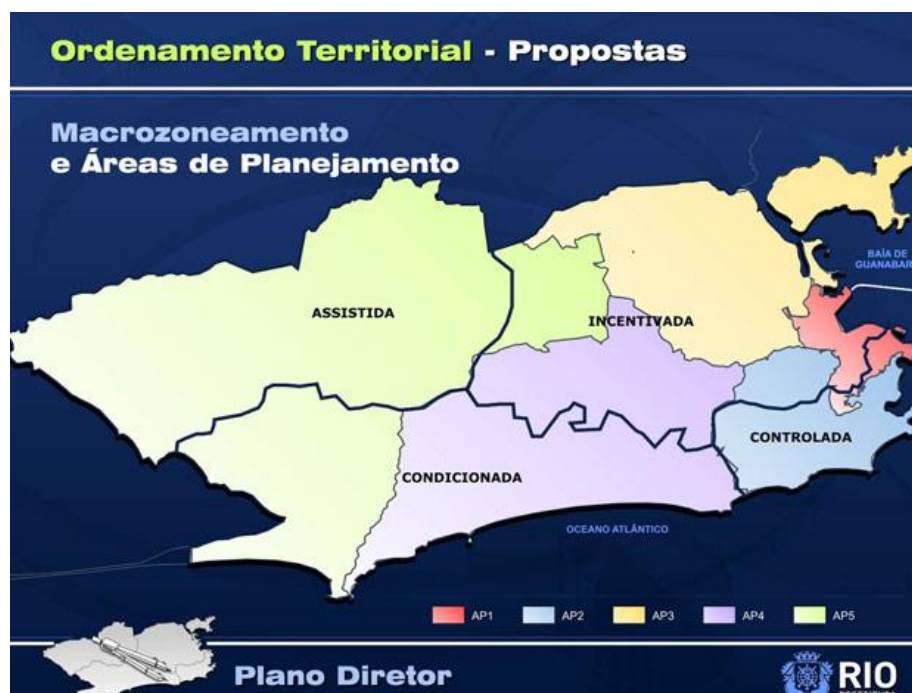 Ordenamento Territorial - Propostas
Macrozoneamento
e Áreas de Planejamento
BAÍA DE
GUANABAR
ASSISTIDA
INCENTIVADA
CONTROLADA
CONDICIONADA
OCEANO ATLÂNTICO
AP1 AP2 AP3 AP4 AP5
Plano Diretor
RIO